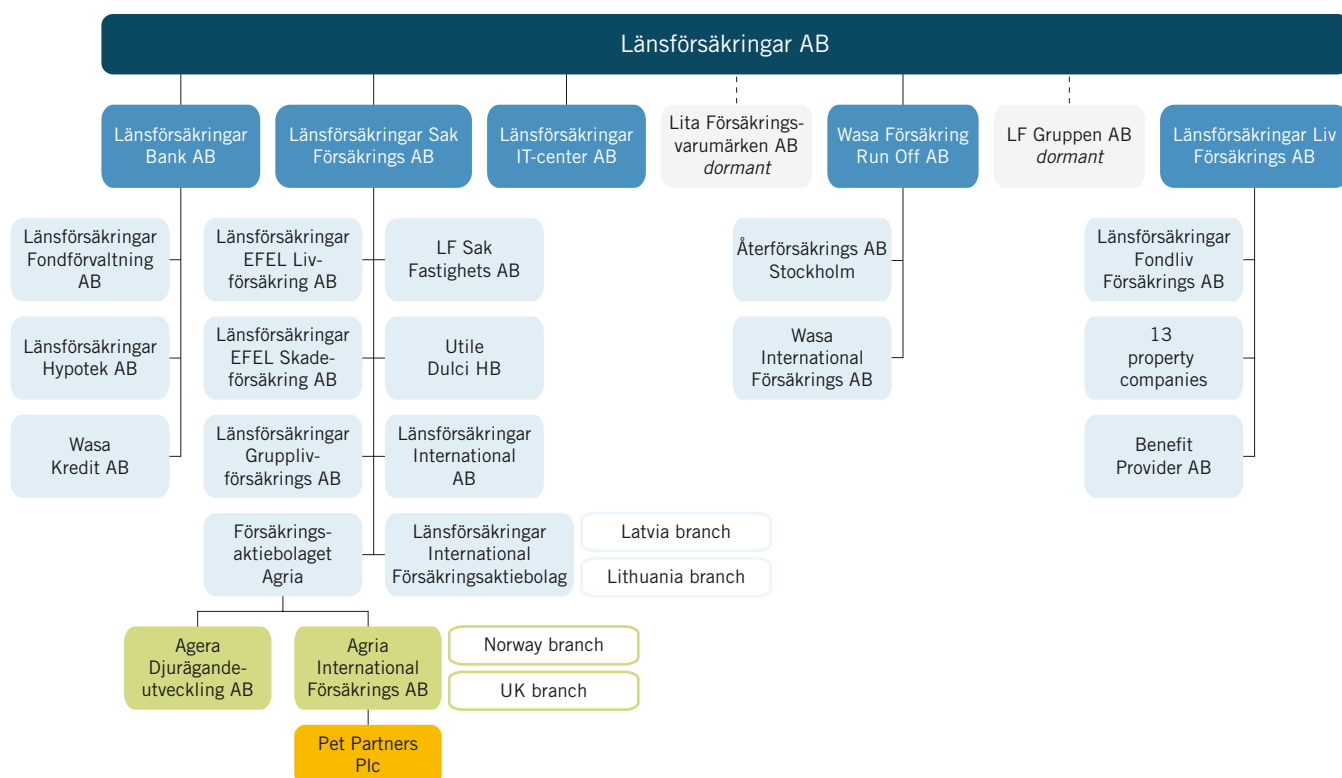 Länsförsäkringar AB
Länsförsäkringar
Bank AB
Länsförsäkringar Sak
Försäkrings AB
Länsförsäkringar
IT-center AB
Lita Försäkrings-
varumärken AB
dormant
Wasa Försäkring
Run Off AB
LF Gruppen AB
dormant
Länsförsäkringar Liv
Försäkrings AB
Länsförsäkringar
Fondförvaltning
AB
Länsförsäkringar
Hypotek AB
Wasa
Kredit AB
Länsförsäkringar
EFEL Liv-
försäkring AB
LF Sak
Fastighets AB
Länsförsäkringar
EFEL Skade-
försäkring AB
Utile
Dulci HB
Länsförsäkringar
Grupplivförsäkrings AB
Länsförsäkringar
International
AB
Försäkrings-
aktiebolaget
Agria
Länsförsäkringar
International
Försäkringsaktiebolag
Latvia branch
Lithuania branch
Agera
Djurägande-
utveckling AB
Agria
International
Försäkrings AB
Norway branch
UK branch
Pet Partners
Plc
Återförsäkrings AB
Stockholm
Wasa
International
Försäkrings AB
Länsförsäkringar
Fondliv
Försäkrings AB
13
property
companies
Benefit
Provider AB